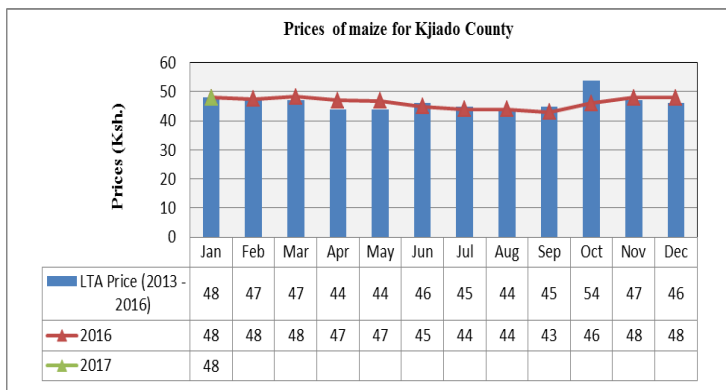 Prices of maize for Kjiado County
Prices (Ksh.)
60
50
40
30
20
10
0
Jan Feb Mar Apr May Jun Jul Aug Sep Oct Nov Dec
LTA Price (2013 -
2016) 48 47 47 44 44 46 45 44 45 54 47 46
2016 48 48 48 47 47 45 44 44 43 46 48 48
2017 48